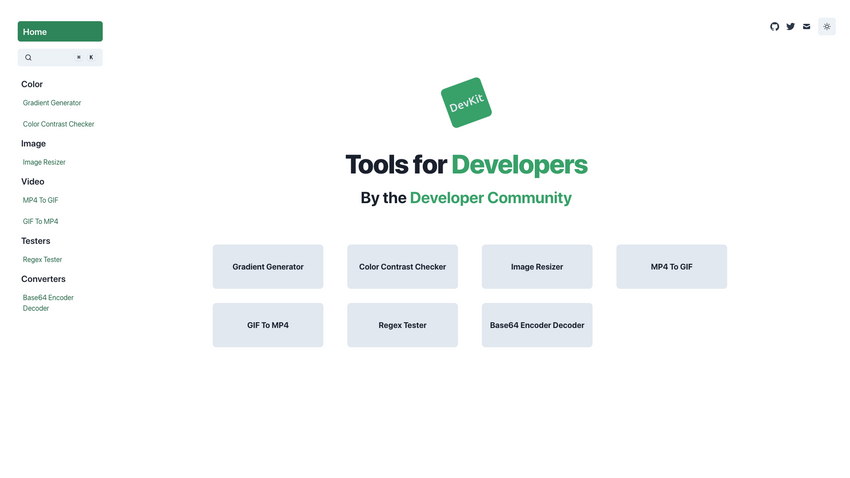 Home
⌘ K
Color
Gradient Generator
Color Contrast Checker
Image
Image Resizer
Video
MP4 To GIF
GIF To MP4
Testers
Regex Tester
Converters
Base64 Encoder
Decoder
DevKit
Tools for Developers
By the Developer Community
Gradient Generator
Color Contrast Checker
Image Resizer
MP4 To GIF
GIF To MP4
Regex Tester
Base64 Encoder Decoder